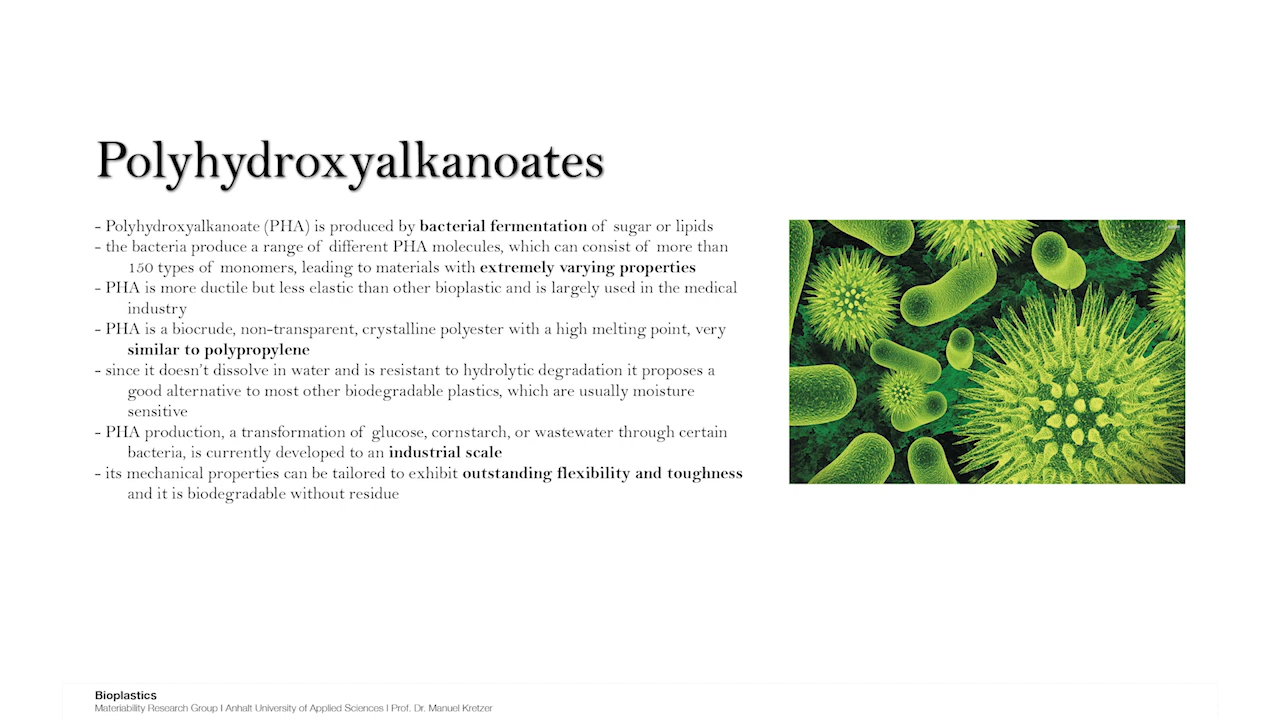 Polyhydroxyalkanoates
- Polyhydroxyalkanoate (PHA) is produced by bacterial fermentation of sugar or lipids
- the bacteria produce a range of different PHA molecules, which can consist of more than
150 types of monomers, leading to materials with extremely varying properties
- PHA is more ductile but less elastic than other bioplastic and is largely used in the medical
industry
- PHA is a biocrude, non-transparent, crystalline polyester with a high melting point, very
similar to polypropylene
- since it doesn't dissolve in water and is resistant to hydrolytic degradation it proposes a
good alternative to most other biodegradable plastics, which are usually moisture
sensitive
- PHA production, a transformation of glucose, cornstarch, or wastewater through certain
bacteria, is currently developed to an industrial scale
- its mechanical properties can be tailored to exhibit outstanding flexibility and toughness
and it is biodegradable without residue
Bioplastics
Materiability Research Group I Anhalt University of Applied Sciences I Prof. Dr. Manuel Kretzer